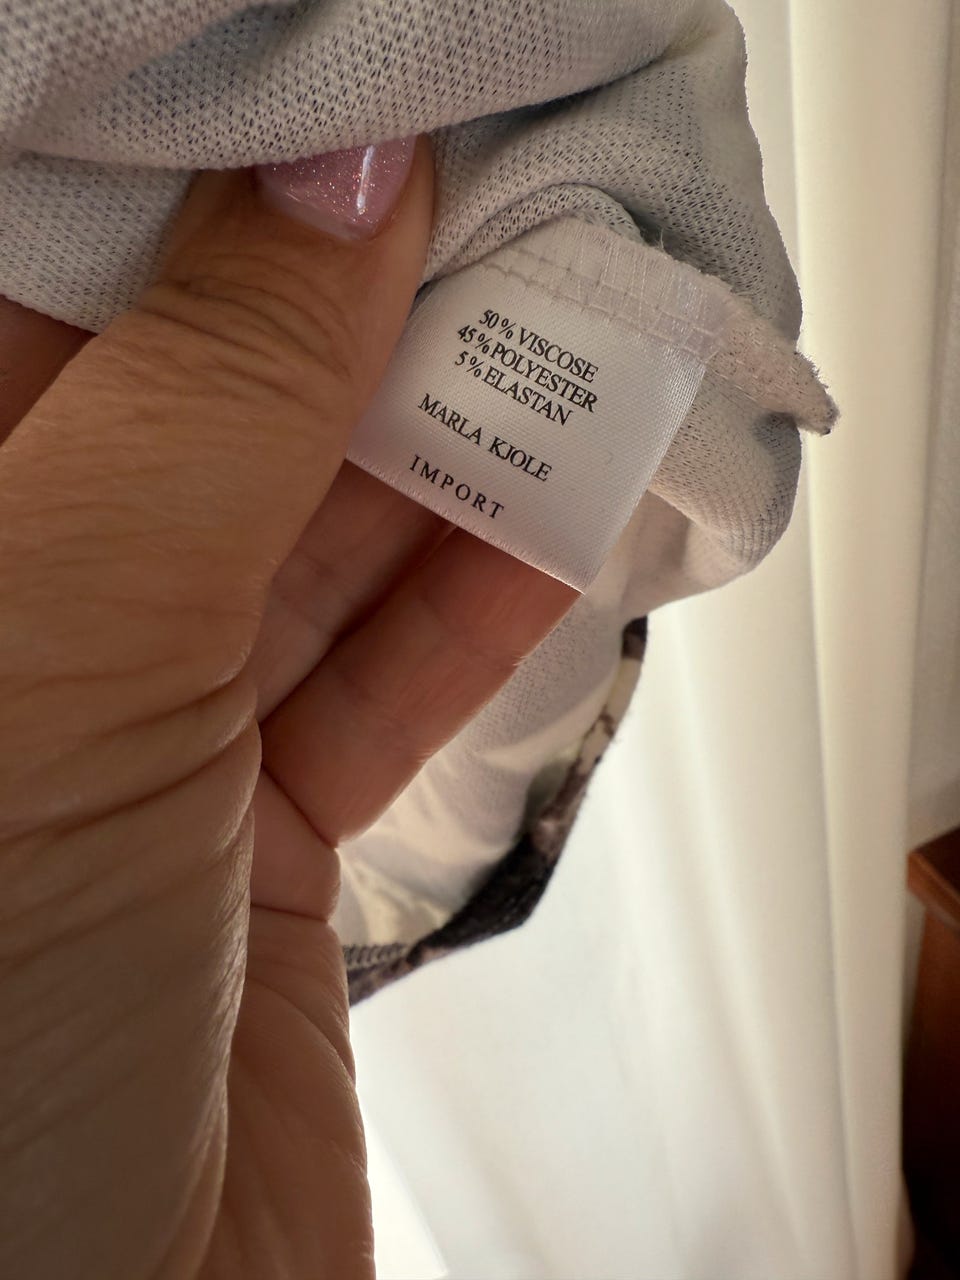 50% VISCOSE
45% POLYESTER
5% ELASTAN
MARLA KJOLE
IMPORT